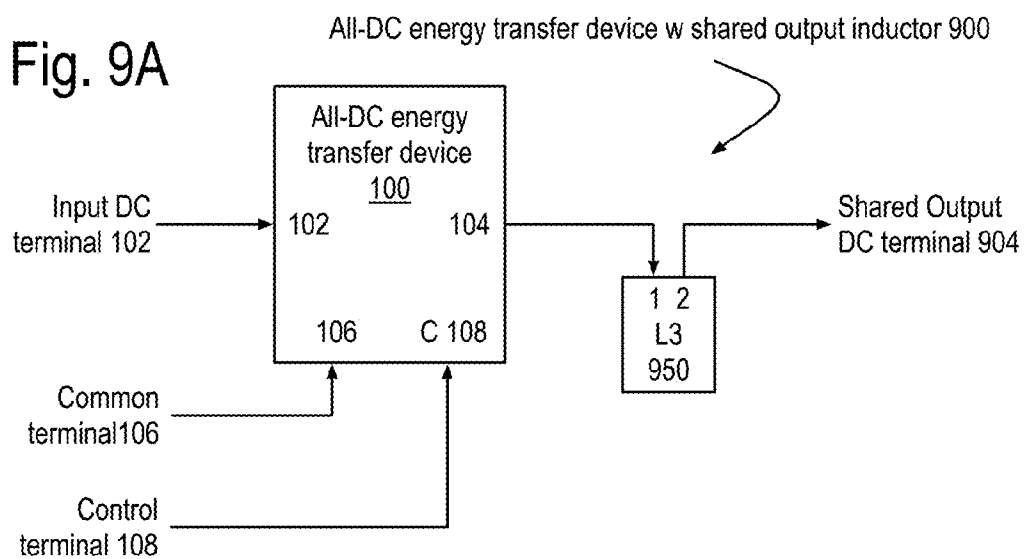 All-DC energy transfer device w shared output inductor 900
Fig. 9A
All-DC energy
transfer device
100
Input DC
terminal 102
102
104
Shared Output
DC terminal 904
106
C 108
1 2
L3
950
Common
terminal106
Control
terminal 108